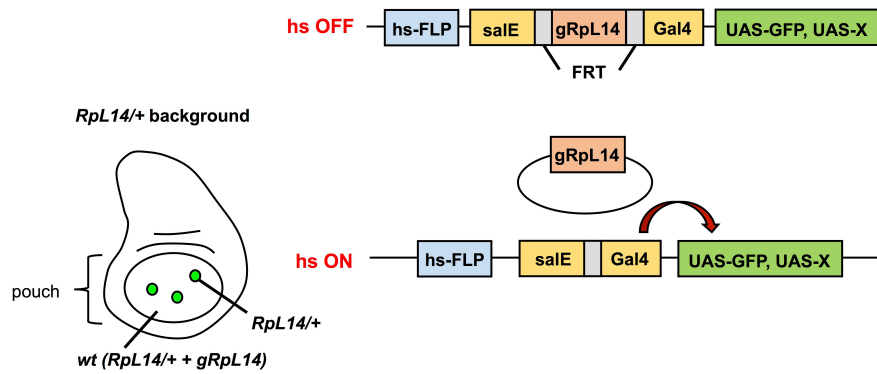 hs OFF
hs-FLP
salE
gRpL14
Gal4
UAS-GFP, UAS-X
FRT
RpL14/+ background
gRpL14
hs ON
hs-FLP
salE
Gal4
UAS-GFP, UAS-X
pouch
RpL14/+
wt (RpL14/+ + gRpL14)